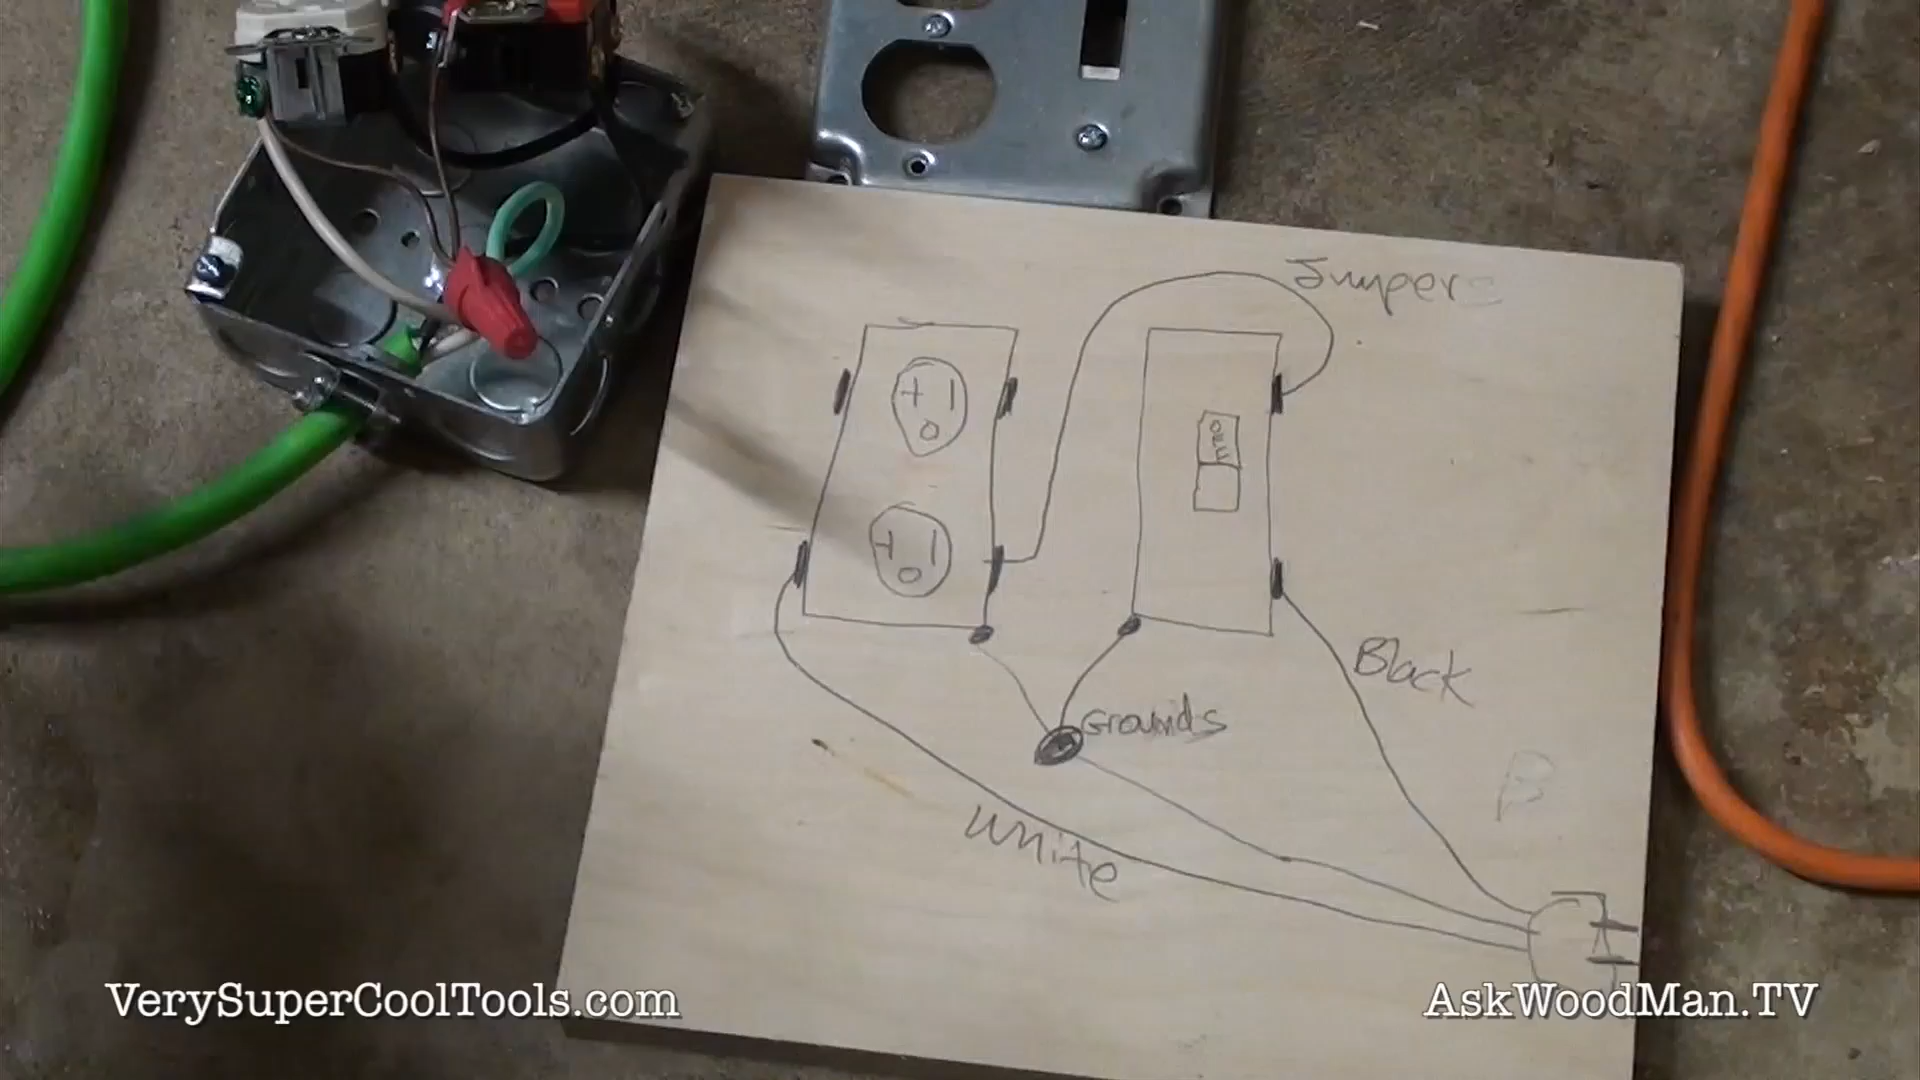 Jumpers
OFF
Black
Grounds
B
White
VerySuperCoolTools.com
AskWoodMan.TV